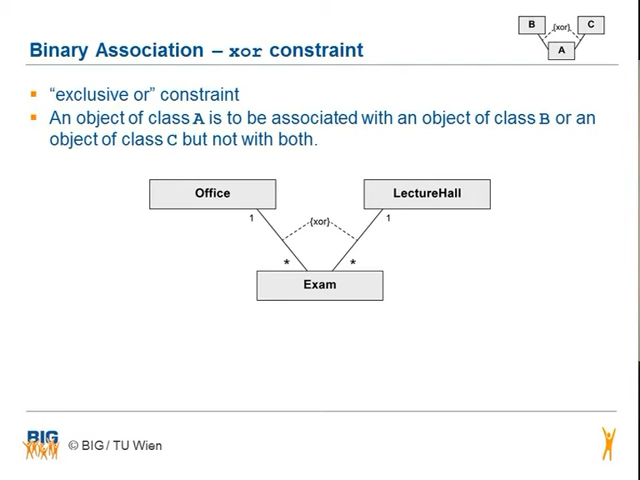 B
{xor}
C
A
Binary Association – xor constraint
"exclusive or" constraint
An object of class A is to be associated with an object of class B or an
object of class C but not with both.
Office
LectureHall
1
{xor}
1
*
*
Exam
BIG
© BIG / TU Wien